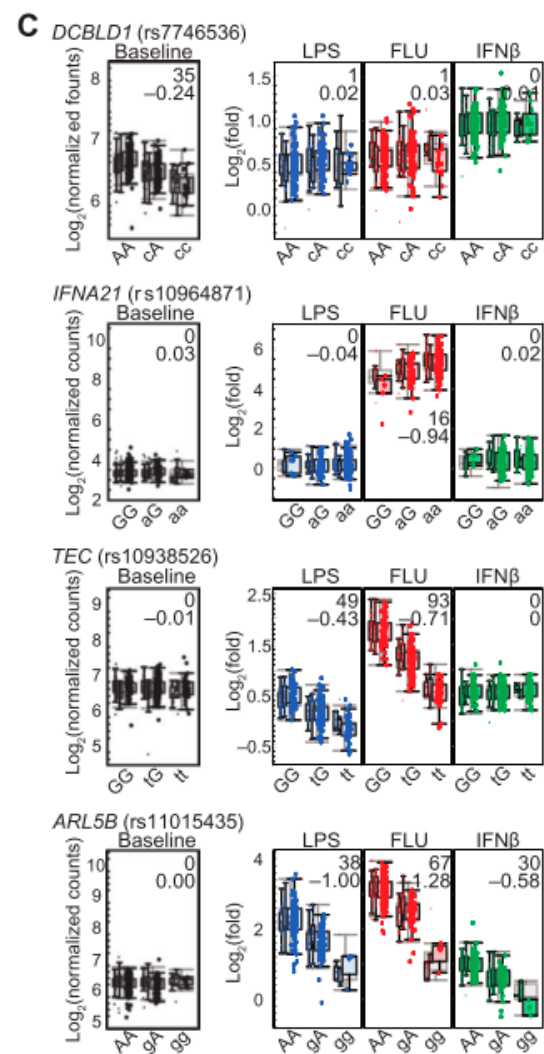 C
DCBLD1 (rs7746536)
Baseline LPS FLU IFNβ
Log2(normalized founts)
8
7
6
35
−0.24
AA cA cc
Log2(fold)
1.5
1.0
0.5
0.0
1
0.02
1
0.03
0
AA cA cc AA cA cc AA cA cc
IFNA21 (rs10964871)
Baseline LPS FLU IFNβ
Log2(normalized counts)
10
8
6
4
2
0
0.03
GG aG aa
Log2(fold)
6
4
2
0
0
−0.04
16
−0.94
0
0.02
GG aG aa GG aG aa GG aG aa
TEC (rs10938526)
Baseline LPS FLU IFNβ
Log2(normalized counts)
9
8
7
6
5
0
−0.01
GG tG tt
Log2(fold)
2.5
1.5
0.5
−0.5
49
−0.43
93
−0.71
0
0
GG tG tt GG tG tt GG tG tt
ARL5B (rs11015435)
Baseline LPS FLU IFNβ
Log2(normalized counts)
10
9
8
7
6
5
0
0.00
AA gA gg
Log2(fold)
4
2
0
38
−1.00
67
1.28
30
−0.58
AA gA gg AA gA gg AA gA gg